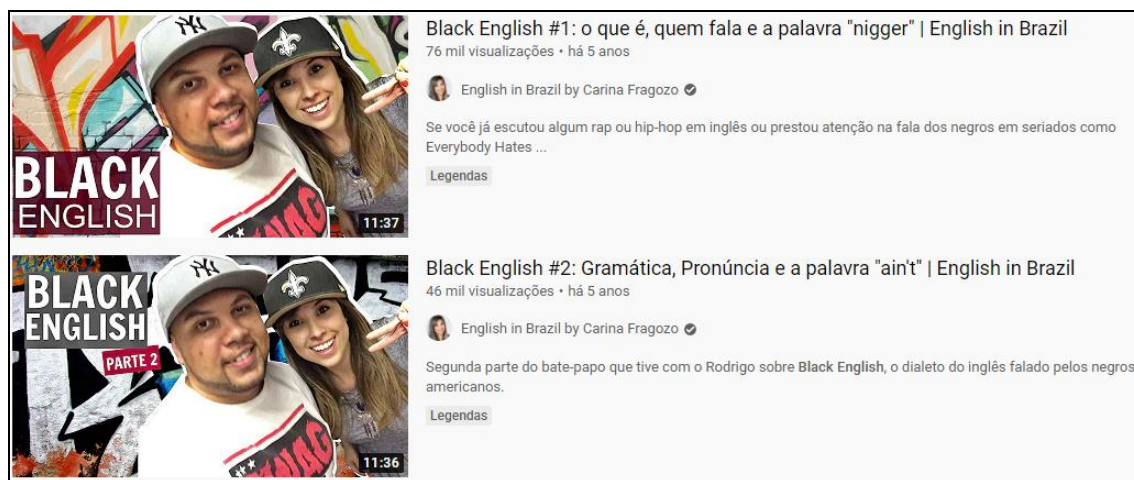 BLACK
ENGLISH
11:37
Black English #1: o que é, quem fala e a palavra "nigger" | English in Brazil
76 mil visualizações • há 5 anos
English in Brazil by Carina Fragozo
Se você já escutou algum rap ou hip-hop em inglês ou prestou atenção na fala dos negros em seriados como
Everybody Hates ...
Legendas
BLACK
ENGLISH
PARTE 2
11:36
Black English #2: Gramática, Pronúncia e a palavra "ain't" | English in Brazil
46 mil visualizações • há 5 anos
English in Brazil by Carina Fragozo
Segunda parte do bate-papo que tive com o Rodrigo sobre Black English, o dialeto do inglês falado pelos negros
americanos.
Legendas